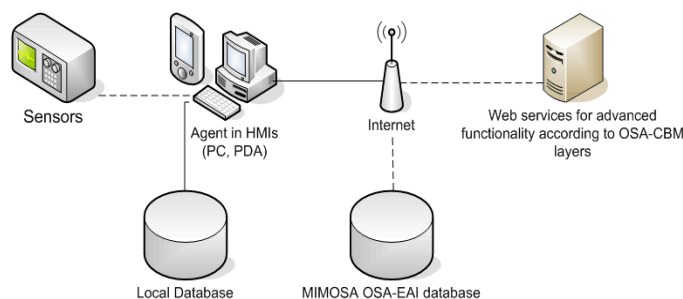 Sensors
Agent in HMIs
(PC, PDA)
Internet
Web services for advanced
functionality according to OSA-CBM
layers
Local Database
MIMOSA OSA-EAI database